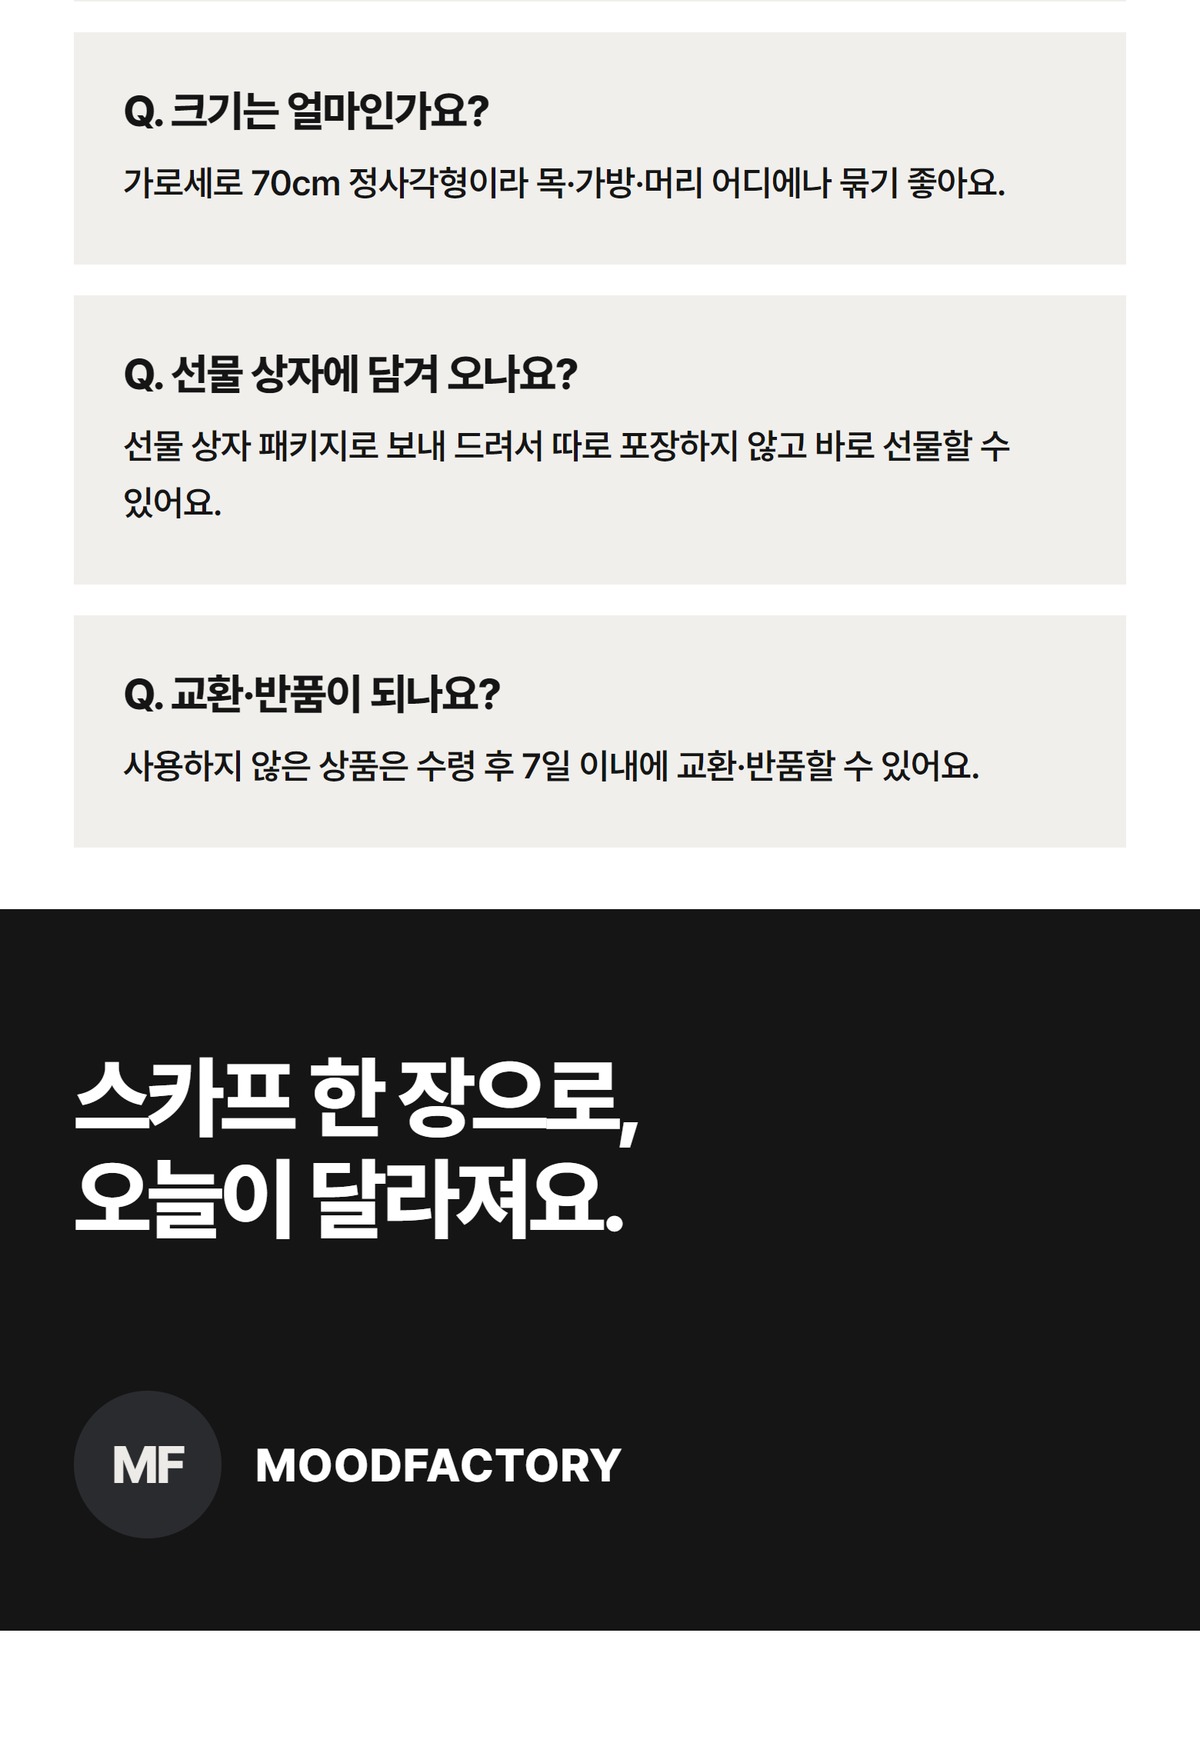 Q. 크기는 얼마인가요?
가로세로 70cm 정사각형이라 목·가방·머리 어디에나 묶기 좋아요.
Q. 선물 상자에 담겨 오나요?
선물 상자 패키지로 보내 드려서 따로 포장하지 않고 바로 선물할 수
있어요.
Q. 교환·반품이 되나요?
사용하지 않은 상품은 수령 후 7일 이내에 교환·반품할 수 있어요.
스카프 한 장으로,
오늘이 달라져요.
MF MOODFACTORY